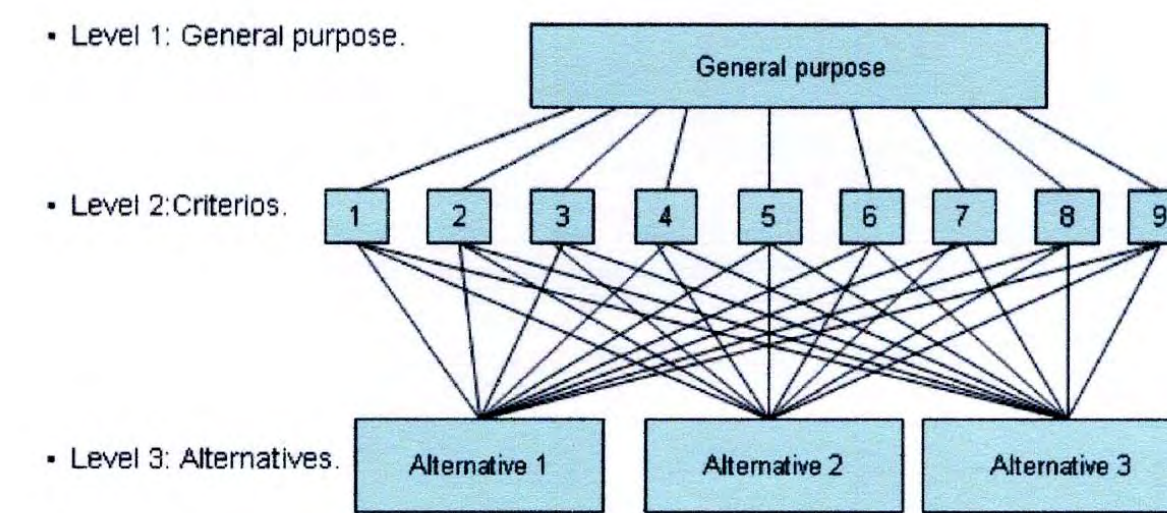 • Level 1: General purpose.
General purpose
• Level 2:Criterios.
1 2 3 4 5 6 7 8 9
• Level 3: Alternatives.
Alternative 1 Alternative 2 Alternative 3